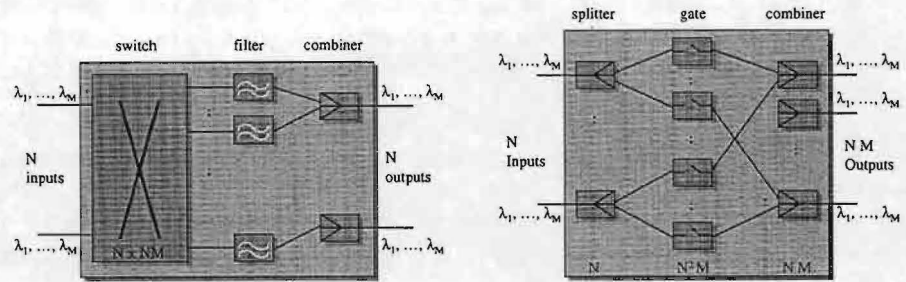 switch filter combiner
λ1, ..., λM
λ1, ..., λM
N
inputs
N
outputs
λ1, ..., λM
λ1, ..., λM
N x NM
splitter gate combiner
λ1, ..., λM
λ1, ..., λM
λ1, ..., λM
N
Inputs
N M
Outputs
λ1, ..., λM
λ1, ..., λM
N N² M N M